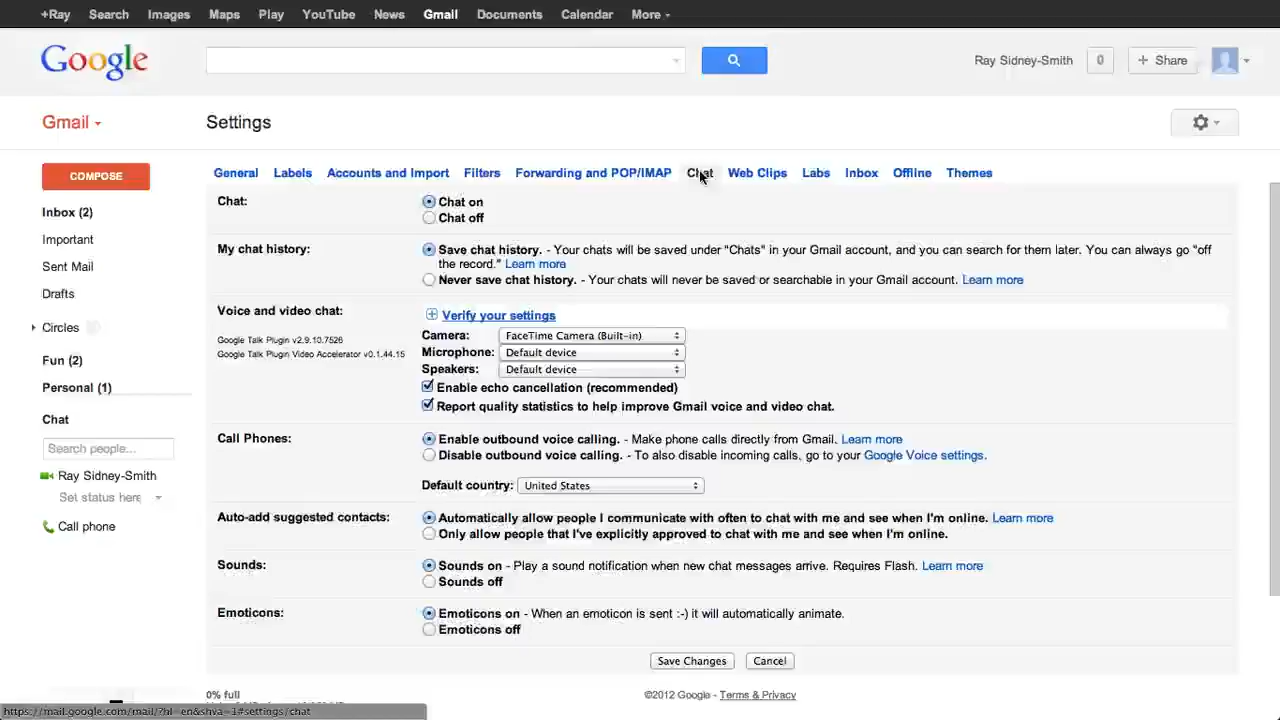 +Ray Search Images Maps Play YouTube News Gmail Documents Calendar More
Google
Ray Sidney-Smith 0 + Share
Gmail Settings
General Labels Accounts and Import Filters Forwarding and POP/IMAP Chat Web Clips Labs Inbox Offline Themes
COMPOSE
Inbox (2)
Important
Sent Mail
Drafts
Circles
Fun (2)
Personal (1)
Chat
Search people...
Ray Sidney-Smith
Set status here
Call phone
Chat: Chat on
Chat off
My chat history: Save chat history. - Your chats will be saved under "Chats" in your Gmail account, and you can search for them later. You can always go "off
the record." Learn more
Never save chat history. - Your chats will never be saved or searchable in your Gmail account. Learn more
Voice and video chat: Verify your settings
Google Talk Plugin v2.9.10.7526
Google Talk Plugin Video Accelerator v0.1.44.15
Camera: FaceTime Camera (Built-in)
Microphone: Default device
Speakers: Default device
Enable echo cancellation (recommended)
Report quality statistics to help improve Gmail voice and video chat.
Call Phones: Enable outbound voice calling. - Make phone calls directly from Gmail. Learn more
Disable outbound voice calling. - To also disable incoming calls, go to your Google Voice settings.
Default country: United States
Auto-add suggested contacts: Automatically allow people I communicate with often to chat with me and see when I'm online. Learn more
Only allow people that I've explicitly approved to chat with me and see when I'm online.
Sounds: Sounds on - Play a sound notification when new chat messages arrive. Requires Flash. Learn more
Sounds off
Emoticons: Emoticons on - When an emoticon is sent :-) it will automatically animate.
Emoticons off
Save Changes Cancel
0% full ©2012 Google - Terms & Privacy
https://mail.google.com/mail/?hl=en&shva=1#settings/chat